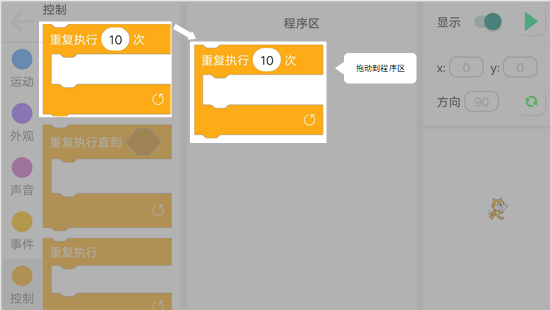 控制
重复执行 10 次
重复执行直到
重复执行
运动
外观
声音
事件
控制
程序区
重复执行 10 次
拖动到程序区
显示
x: 0 y: 0
方向 90